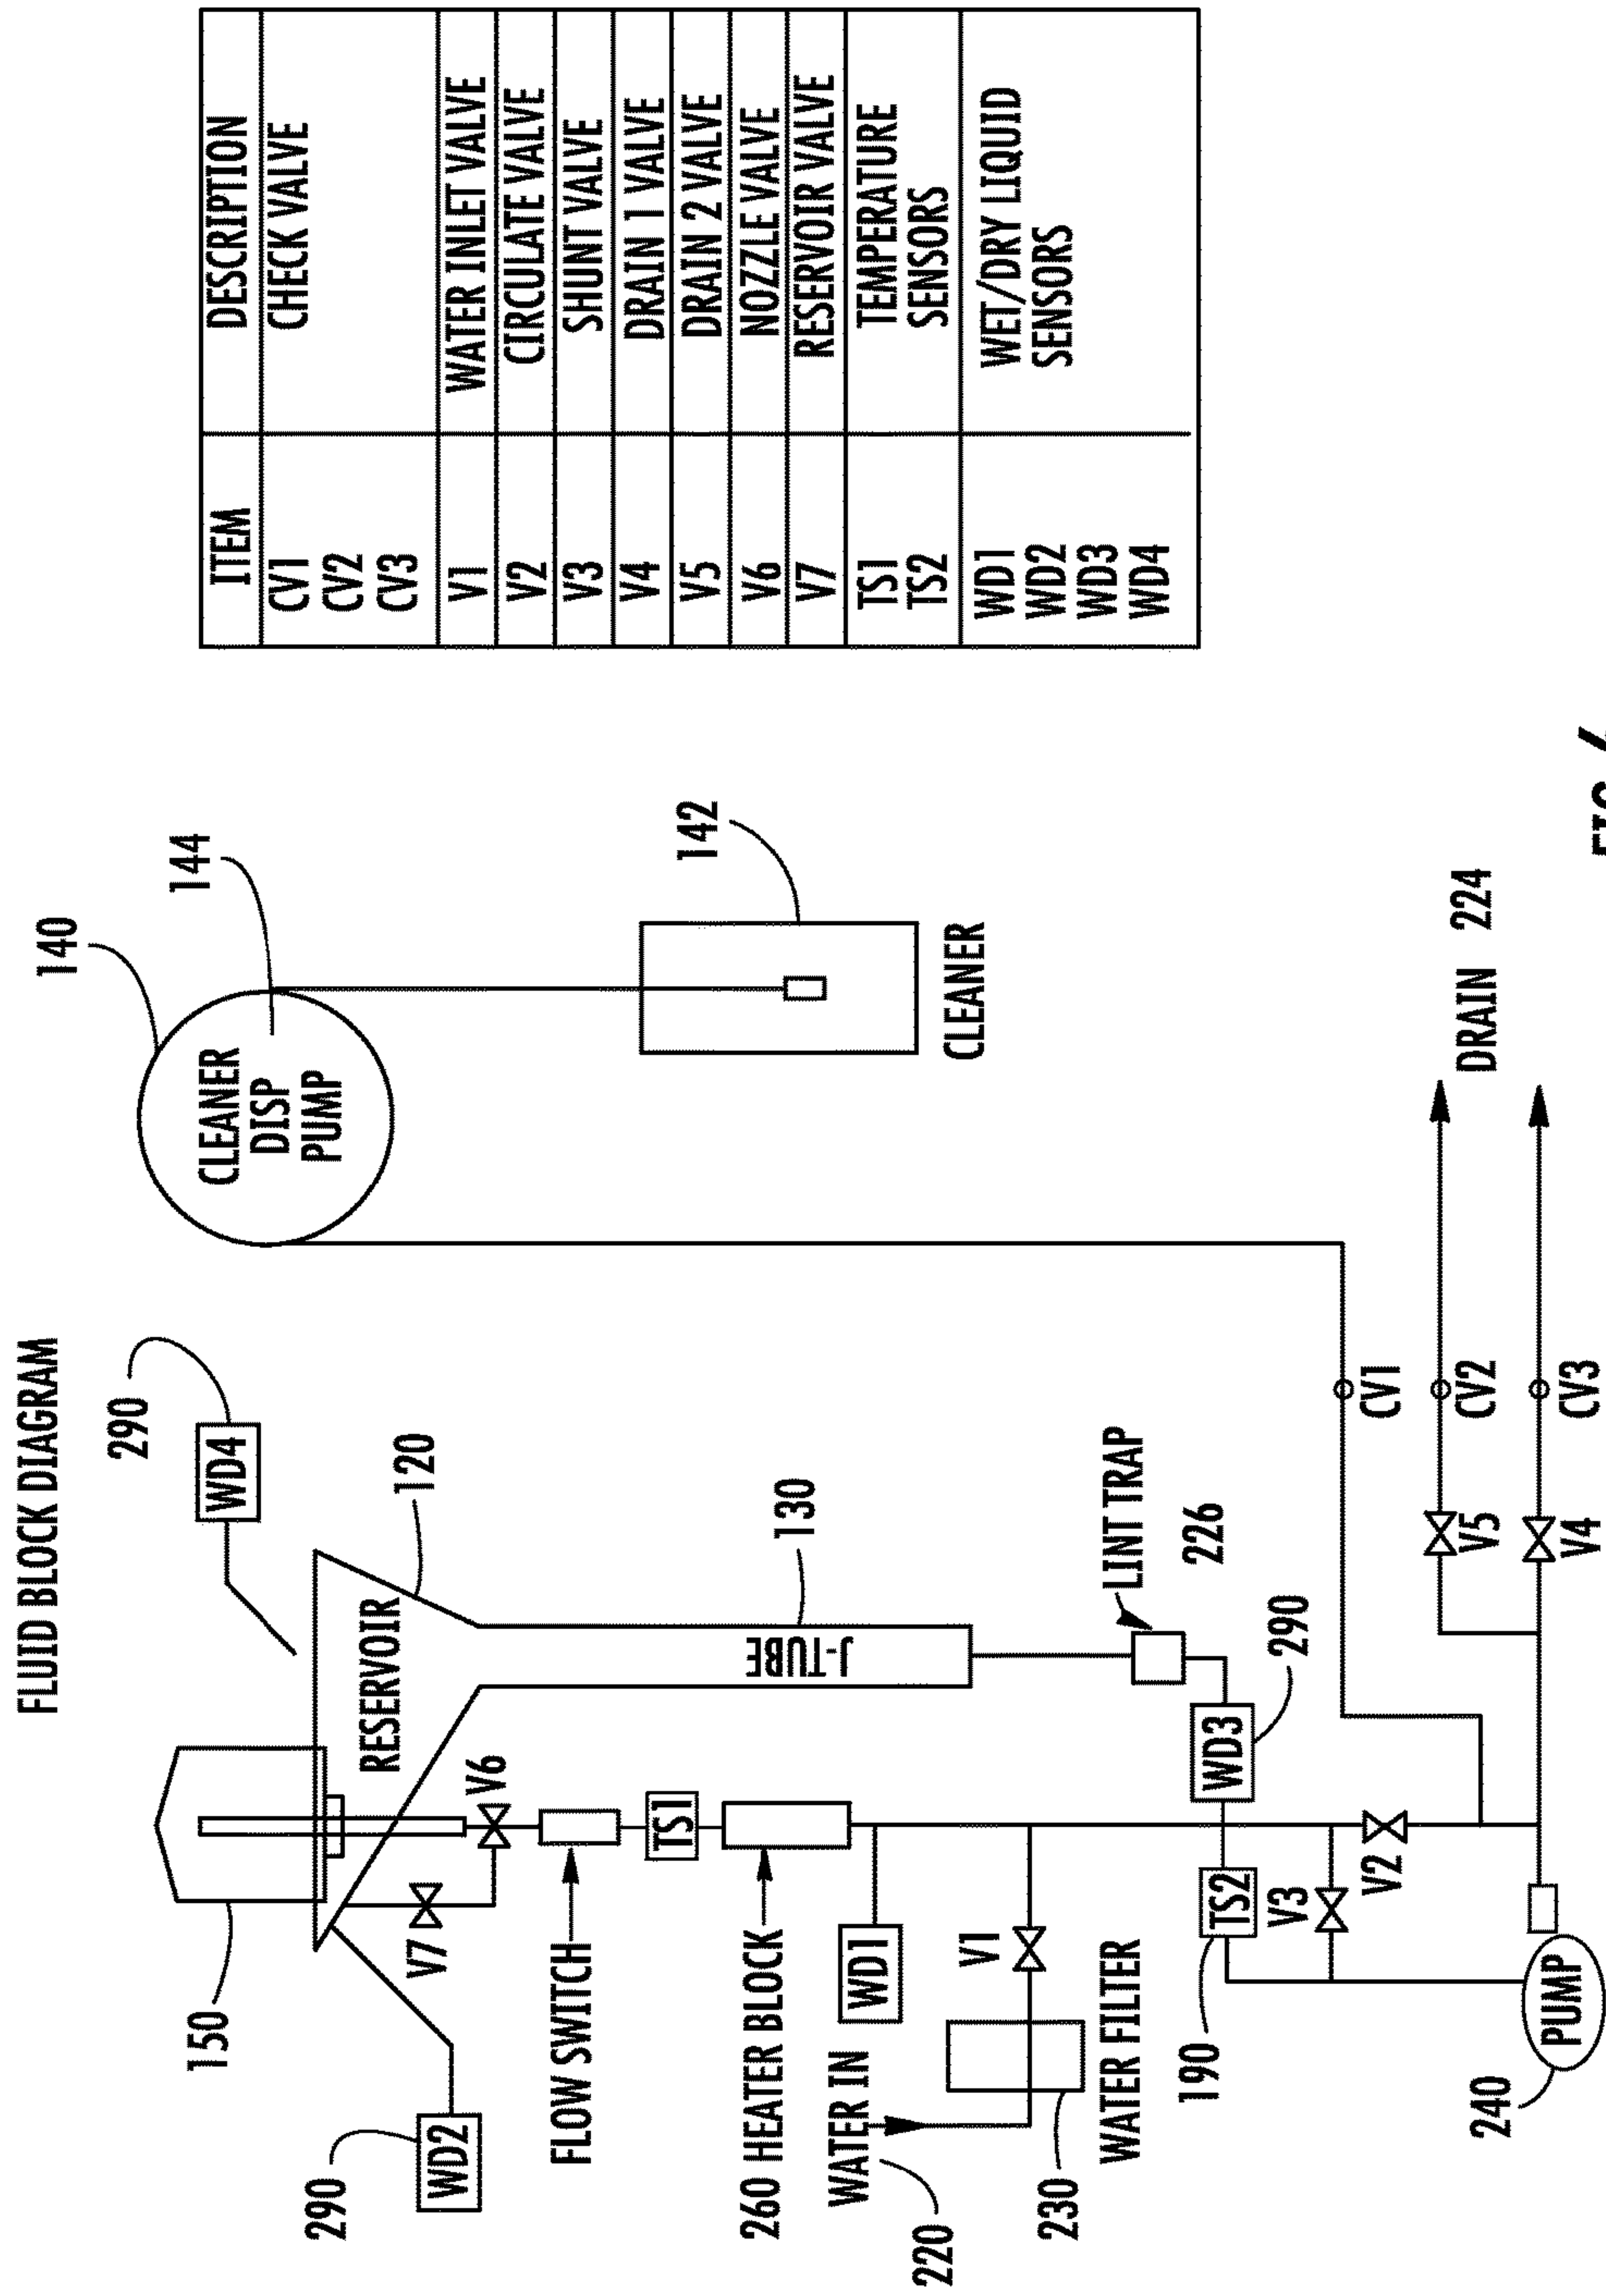 FLUID BLOCK DIAGRAM
290
WD4
140
144
CLEANER
DISP
PUMP
150
RESERVOIR
120
290
WD2
V7
V6
FLOW SWITCH
TS1
J-TUBE
130
142
CLEANER
260 HEATER BLOCK
WD1
WATER IN
220
V1
230
WATER FILTER
LINT TRAP
226
WD3
290
190
TS2
V3
V2
CV1
V5
CV2
DRAIN 224
240
PUMP
V4
CV3
ITEM DESCRIPTION
CV1 CHECK VALVE
CV2
CV3
V1 WATER INLET VALVE
V2 CIRCULATE VALVE
V3 SHUNT VALVE
V4 DRAIN 1 VALVE
V5 DRAIN 2 VALVE
V6 NOZZLE VALVE
V7 RESERVOIR VALVE
TS1 TEMPERATURE
TS2 SENSORS
WD1 WET/DRY LIQUID
WD2 SENSORS
WD3
WD4